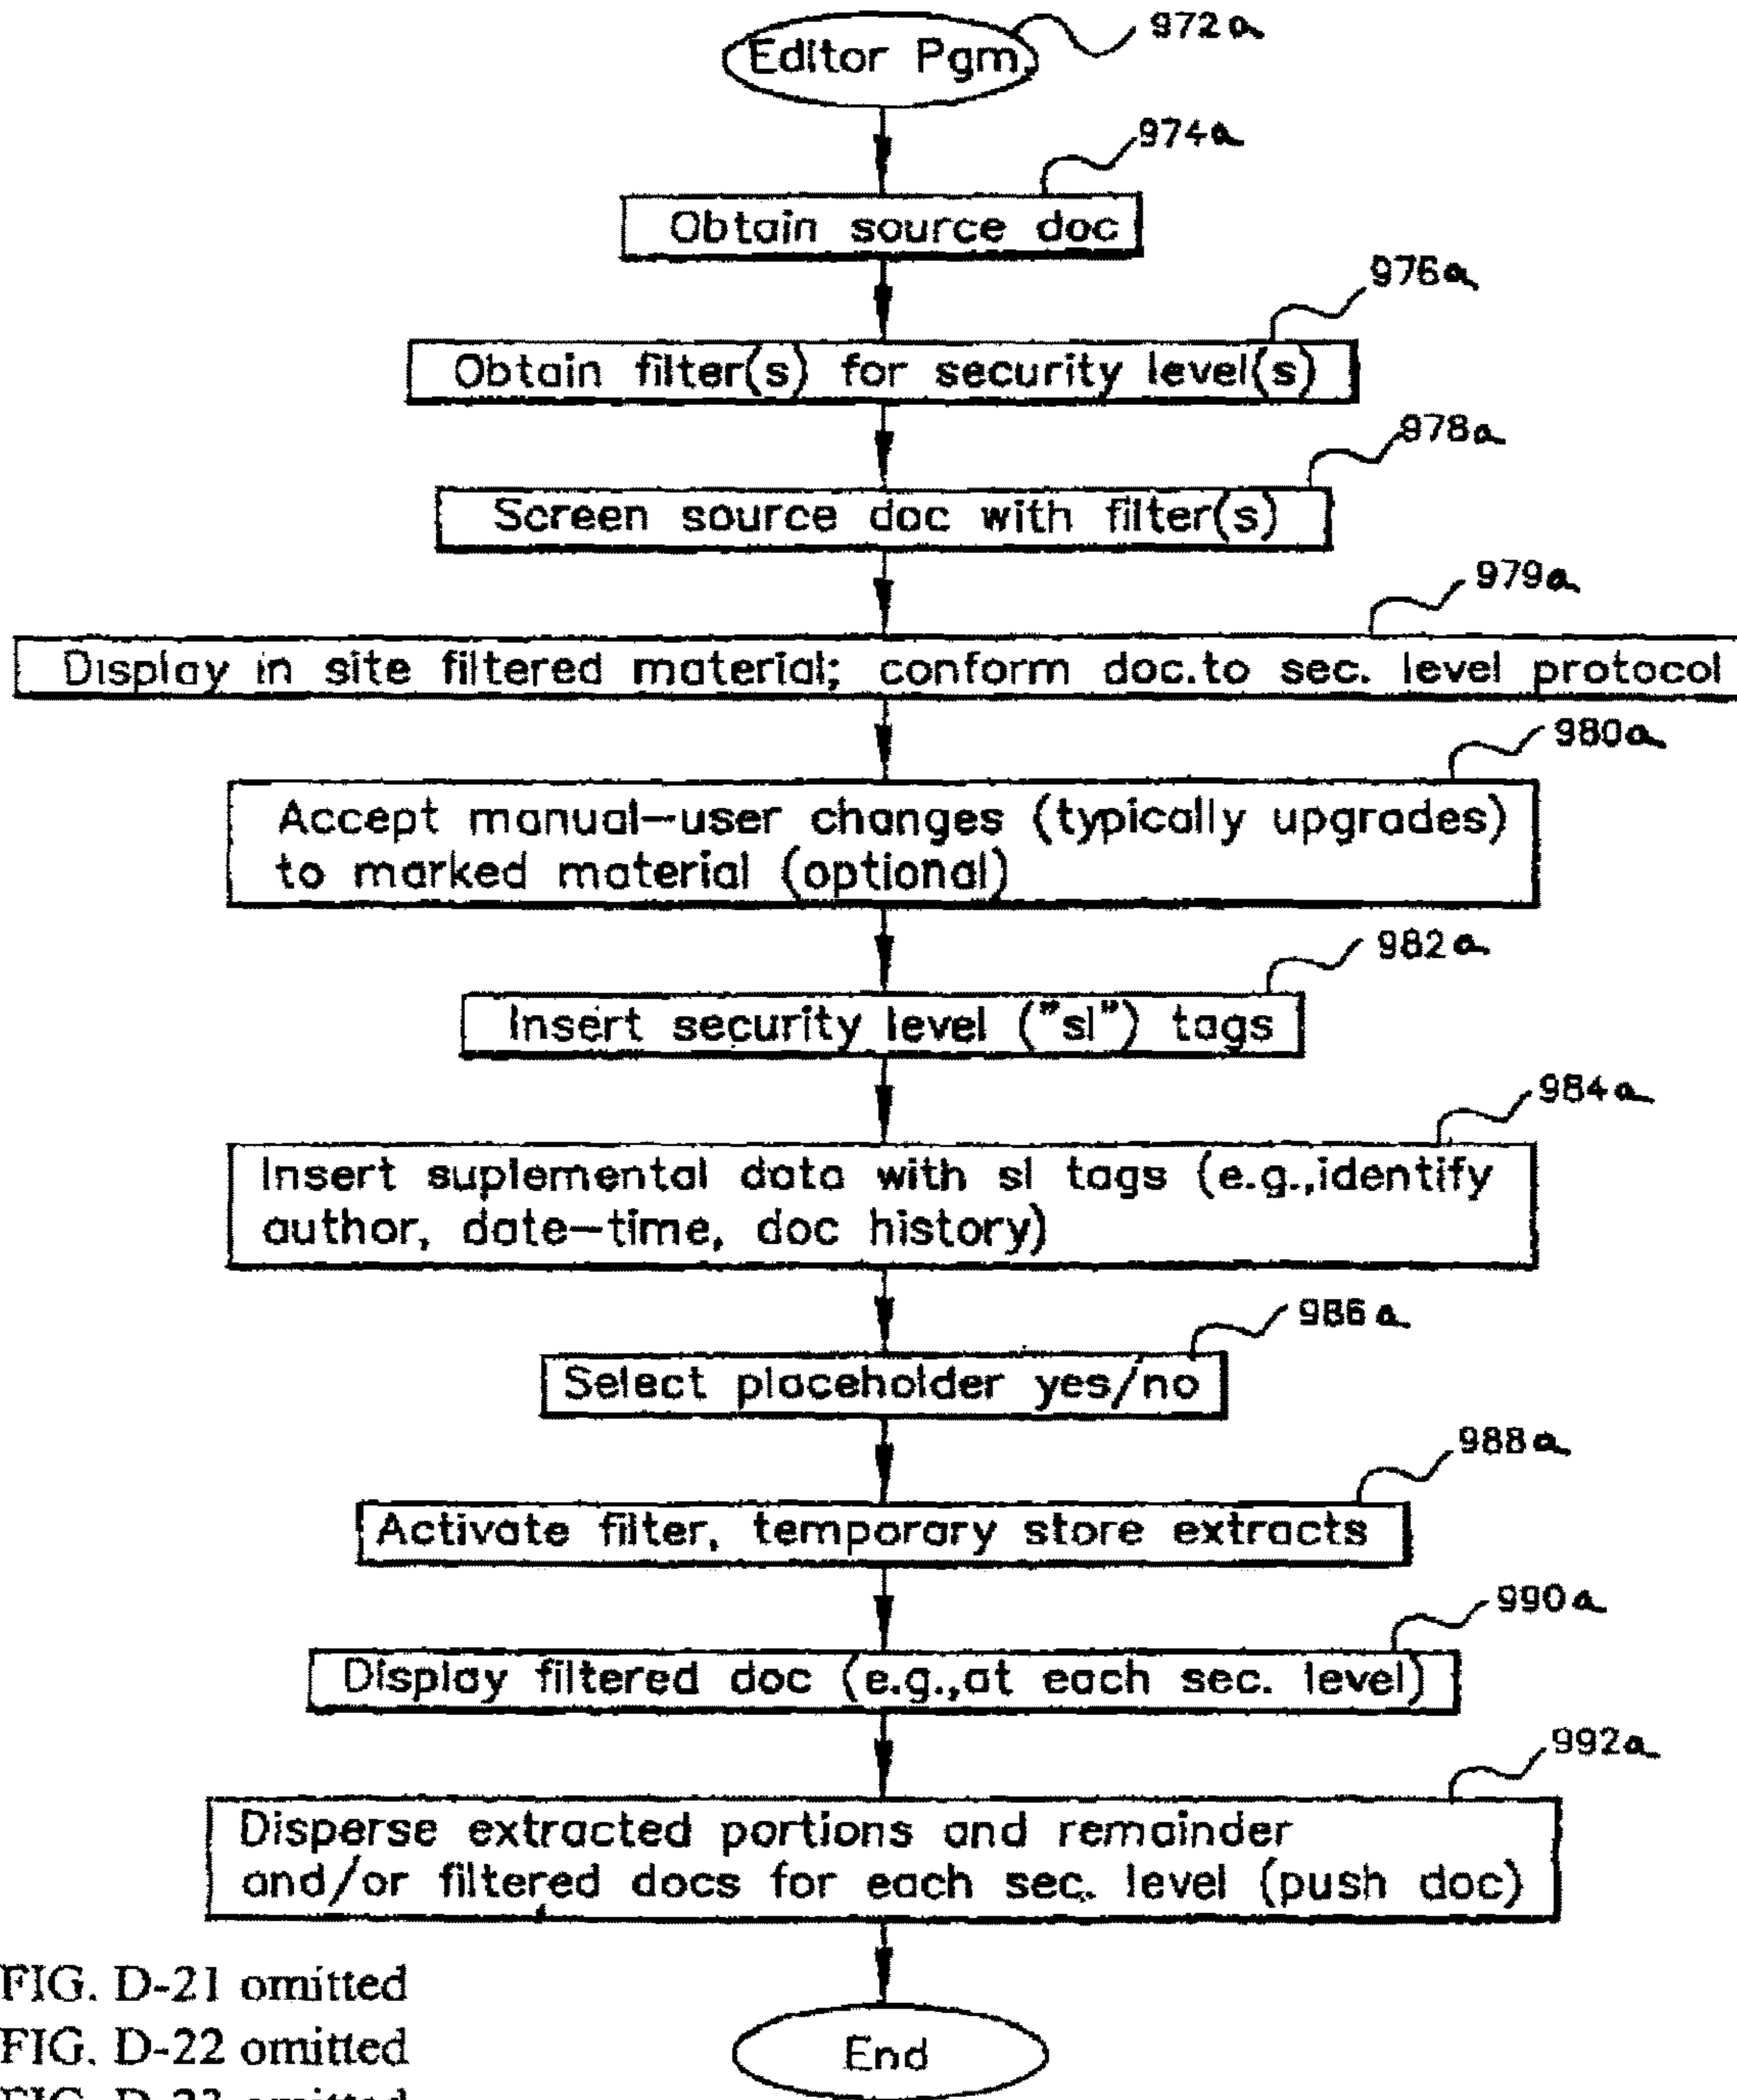 Editor Pgm.
972a
974a
Obtain source doc
976a
Obtain filter(s) for security level(s)
978a
Screen source doc with filter(s)
979a
Display in site filtered material; conform doc.to sec. level protocol
980a
Accept manual-user changes (typically upgrades)
to marked material (optional)
982a
Insert security level ("sl") tags
984a
Insert suplemental data with sl tags (e.g.,identify
author, date-time, doc history)
986a
Select placeholder yes/no
988a
Activate filter, temporary store extracts
990a
Display filtered doc (e.g.,at each sec. level)
992a
Disperse extracted portions and remainder
and/or filtered docs for each sec. level (push doc)
FIG. D-21 omitted
FIG. D-22 omitted
End
FIG. D-23 omitted